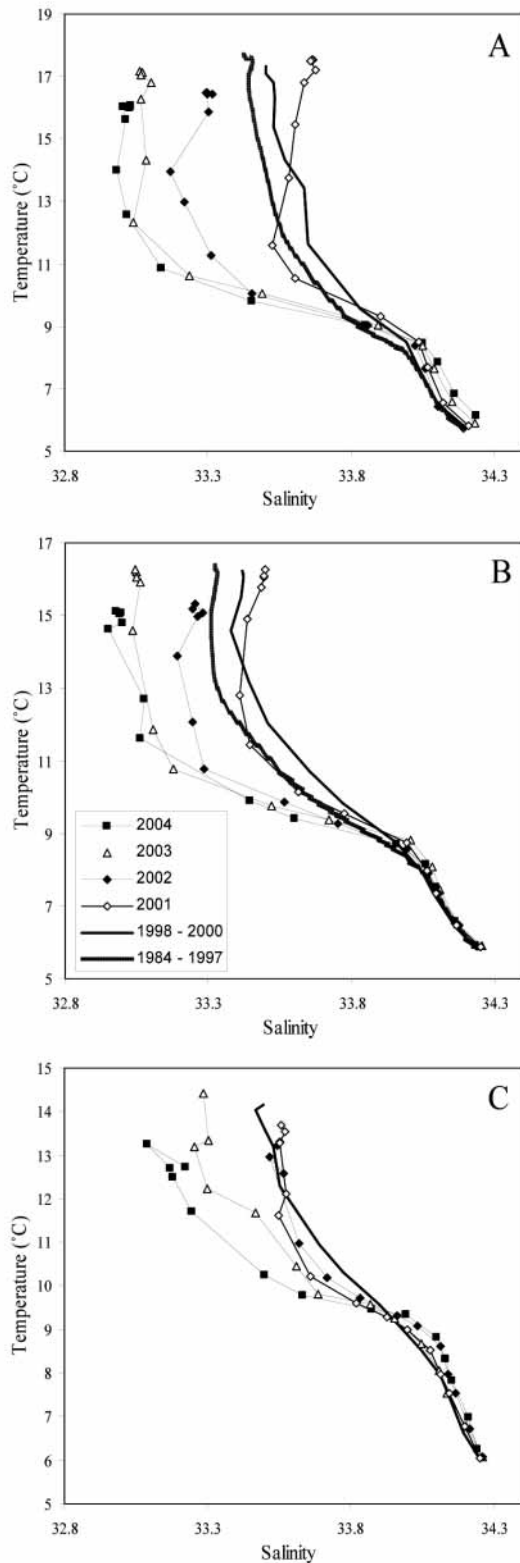 A
Temperature (˚C)
19
17
15
13
11
9
7
5
32.8 33.3 33.8 34.3
Salinity
B
Temperature (˚C)
17
15
13
11
9
7
5
2004
2003
2002
2001
1998 - 2000
1984 - 1997
32.8 33.3 33.8 34.3
Salinity
C
Temperature (˚C)
15
14
13
12
11
10
9
8
7
6
5
32.8 33.3 33.8 34.3
Salinity